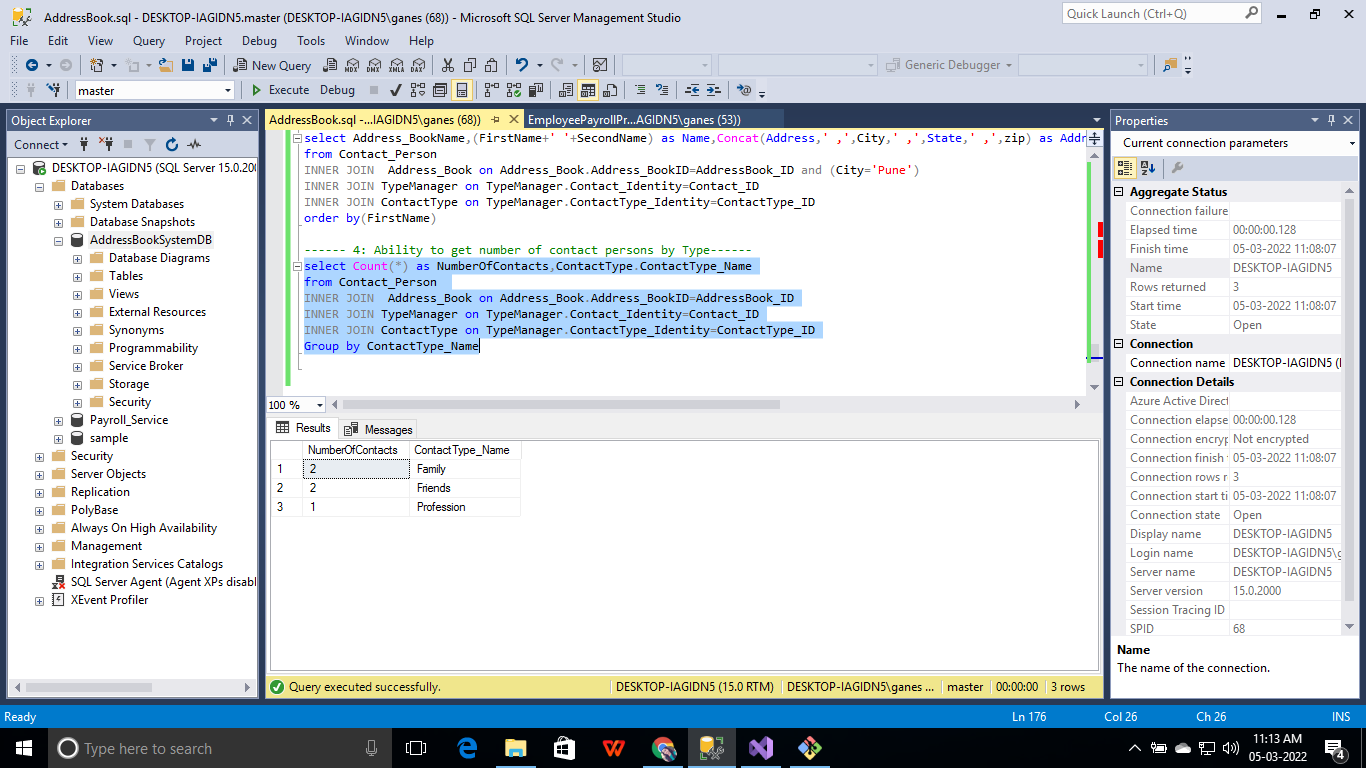 AddressBook.sql - DESKTOP-IAGIDN5.master (DESKTOP-IAGIDN5\ganes (68)) - Microsoft SQL Server Management Studio
Quick Launch (Ctrl+Q)
File Edit View Query Project Debug Tools Window Help
New Query MDX DMX XMLA DAX Generic Debugger
master Execute Debug
Object Explorer
Connect
DESKTOP-IAGIDN5 (SQL Server 15.0.200
Databases
System Databases
Database Snapshots
AddressBookSystemDB
Database Diagrams
Tables
Views
External Resources
Synonyms
Programmability
Service Broker
Storage
Security
Payroll_Service
sample
Security
Server Objects
Replication
PolyBase
Always On High Availability
Management
Integration Services Catalogs
SQL Server Agent (Agent XPs disabl
XEvent Profiler
AddressBook.sql -...IAGIDN5\ganes (68)) EmployeePayrollPr...AGIDN5\ganes (53))
select Address_BookName,(FirstName+' '+SecondName) as Name,Concat(Address,' ,',City,' ,',State,' ,',zip) as Addr
from Contact_Person
INNER JOIN  Address_Book on Address_Book.Address_BookID=AddressBook_ID and (City='Pune')
INNER JOIN TypeManager on TypeManager.Contact_Identity=Contact_ID
INNER JOIN ContactType on TypeManager.ContactType_Identity=ContactType_ID
order by(FirstName)
------ 4: Ability to get number of contact persons by Type------
select Count(*) as NumberOfContacts,ContactType.ContactType_Name
from Contact_Person
INNER JOIN  Address_Book on Address_Book.Address_BookID=AddressBook_ID
INNER JOIN TypeManager on TypeManager.Contact_Identity=Contact_ID
INNER JOIN ContactType on TypeManager.ContactType_Identity=ContactType_ID
Group by ContactType_Name
100 %
Results Messages
NumberOfContacts ContactType_Name
1 2 Family
2 2 Friends
3 1 Profession
Query executed successfully. DESKTOP-IAGIDN5 (15.0 RTM) DESKTOP-IAGIDN5\ganes ... master 00:00:00 3 rows
Properties
Current connection parameters
Aggregate Status
Connection failure
Elapsed time 00:00:00.128
Finish time 05-03-2022 11:08:07
Name DESKTOP-IAGIDN5
Rows returned 3
Start time 05-03-2022 11:08:07
State Open
Connection
Connection name DESKTOP-IAGIDN5 (
Connection Details
Azure Active Direct
Connection elapse 00:00:00.128
Connection encryp Not encrypted
Connection finish 05-03-2022 11:08:07
Connection rows r 3
Connection start ti 05-03-2022 11:08:07
Connection state Open
Display name DESKTOP-IAGIDN5
Login name DESKTOP-IAGIDN5\g
Server name DESKTOP-IAGIDN5
Server version 15.0.2000
Session Tracing ID
SPID 68
Name
The name of the connection.
Ready Ln 176 Col 26 Ch 26 INS
Type here to search
11:13 AM
05-03-2022
4